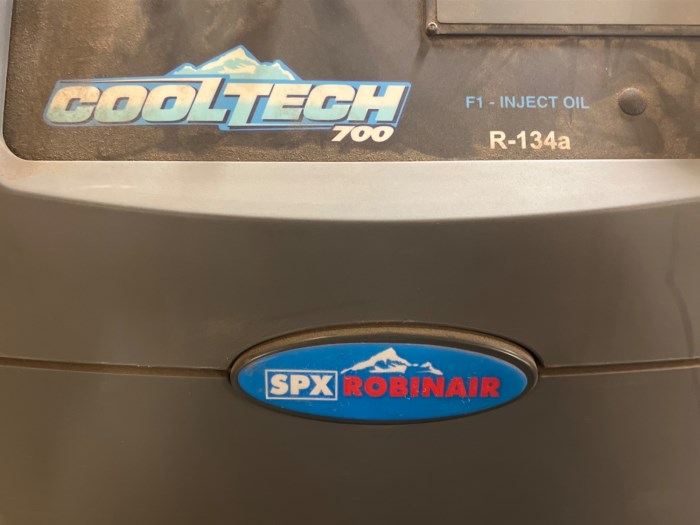 COOLTECH
700
F1 - INJECT OIL
R-134a
SPX ROBINAIR